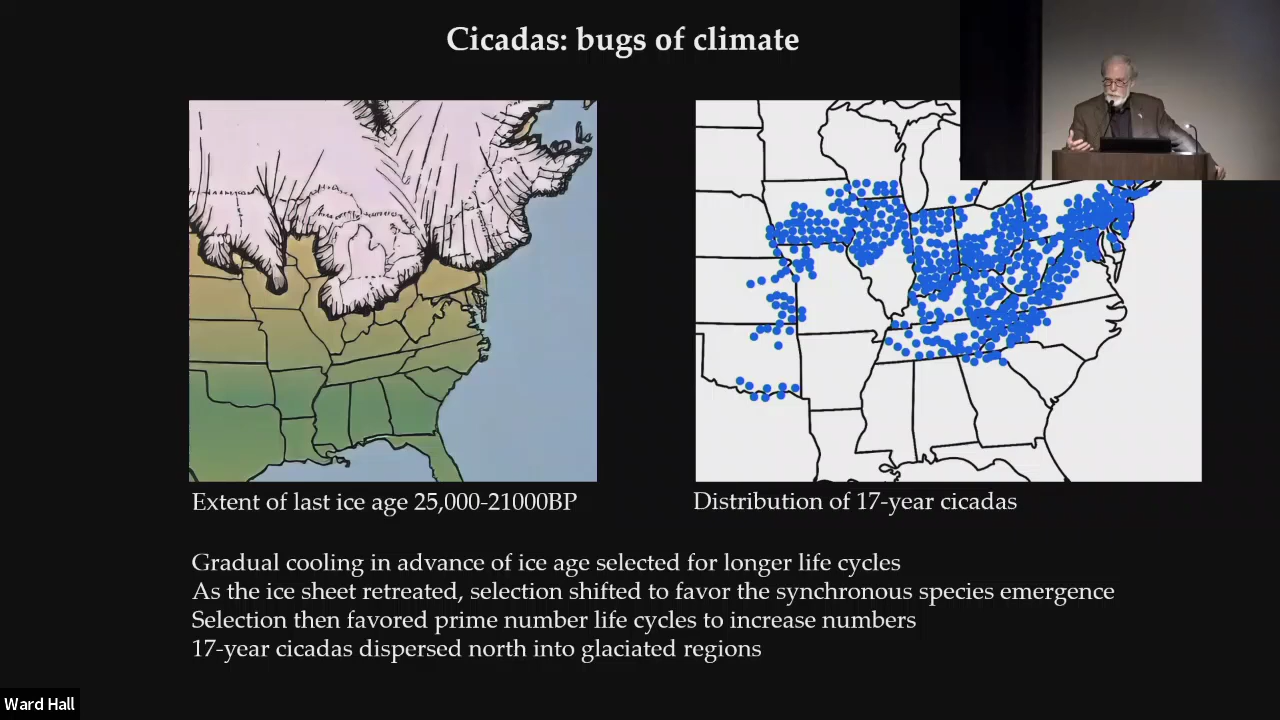 Cicadas: bugs of climate
Extent of last ice age 25,000-21000BP
Distribution of 17-year cicadas
Gradual cooling in advance of ice age selected for longer life cycles
As the ice sheet retreated, selection shifted to favor the synchronous species emergence
Selection then favored prime number life cycles to increase numbers
17-year cicadas dispersed north into glaciated regions
Ward Hall